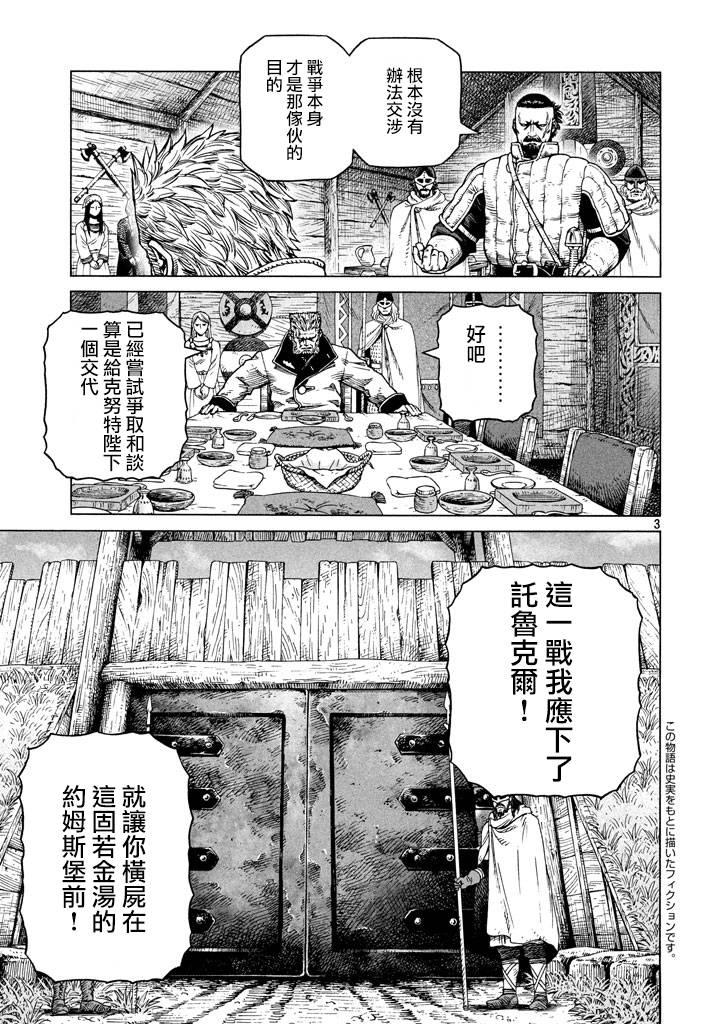 根本沒有
辦法交涉
戰爭本身
才是那傢伙的
目的
………………
好吧
已經嘗試爭取和談
算是給克努特陛下
一個交代
3
這一戰我應下了
託魯克爾！
就讓你橫屍在
這固若金湯的
約姆斯堡前！
この物語は史実をもとに描いたフィクションです。